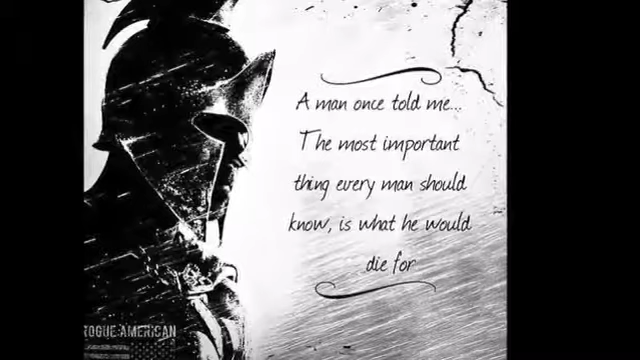 A man once told me...
The most important
thing every man should
know, is what he would
die for
ROGUE AMERICAN